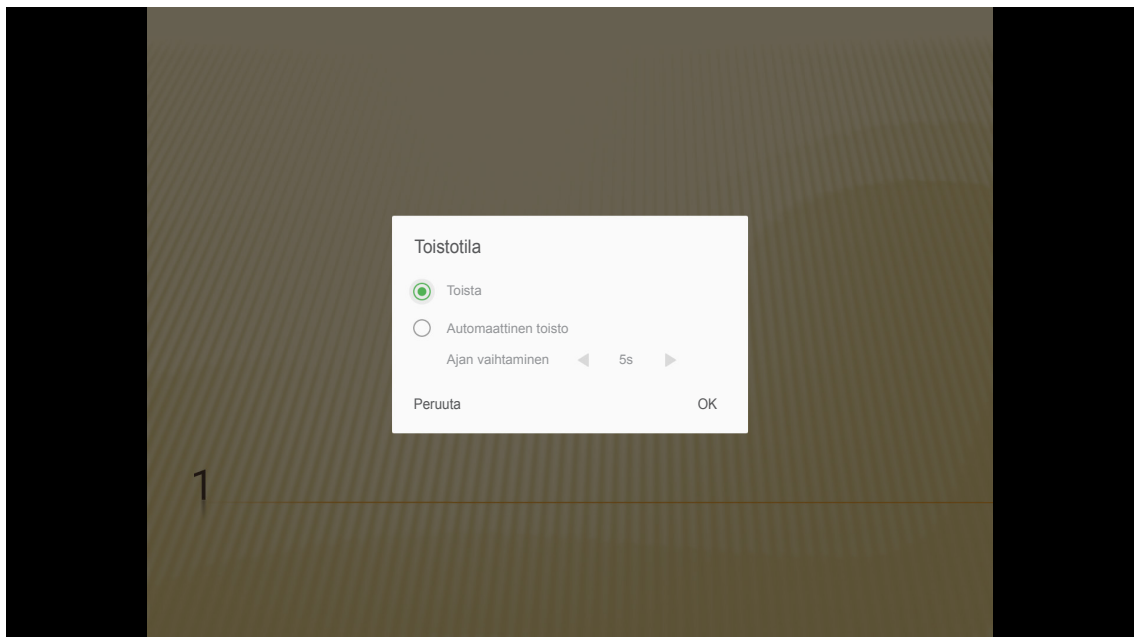 Toistotila
Toista
Automaattinen toisto
Ajan vaihtaminen 5s
Peruuta OK
1